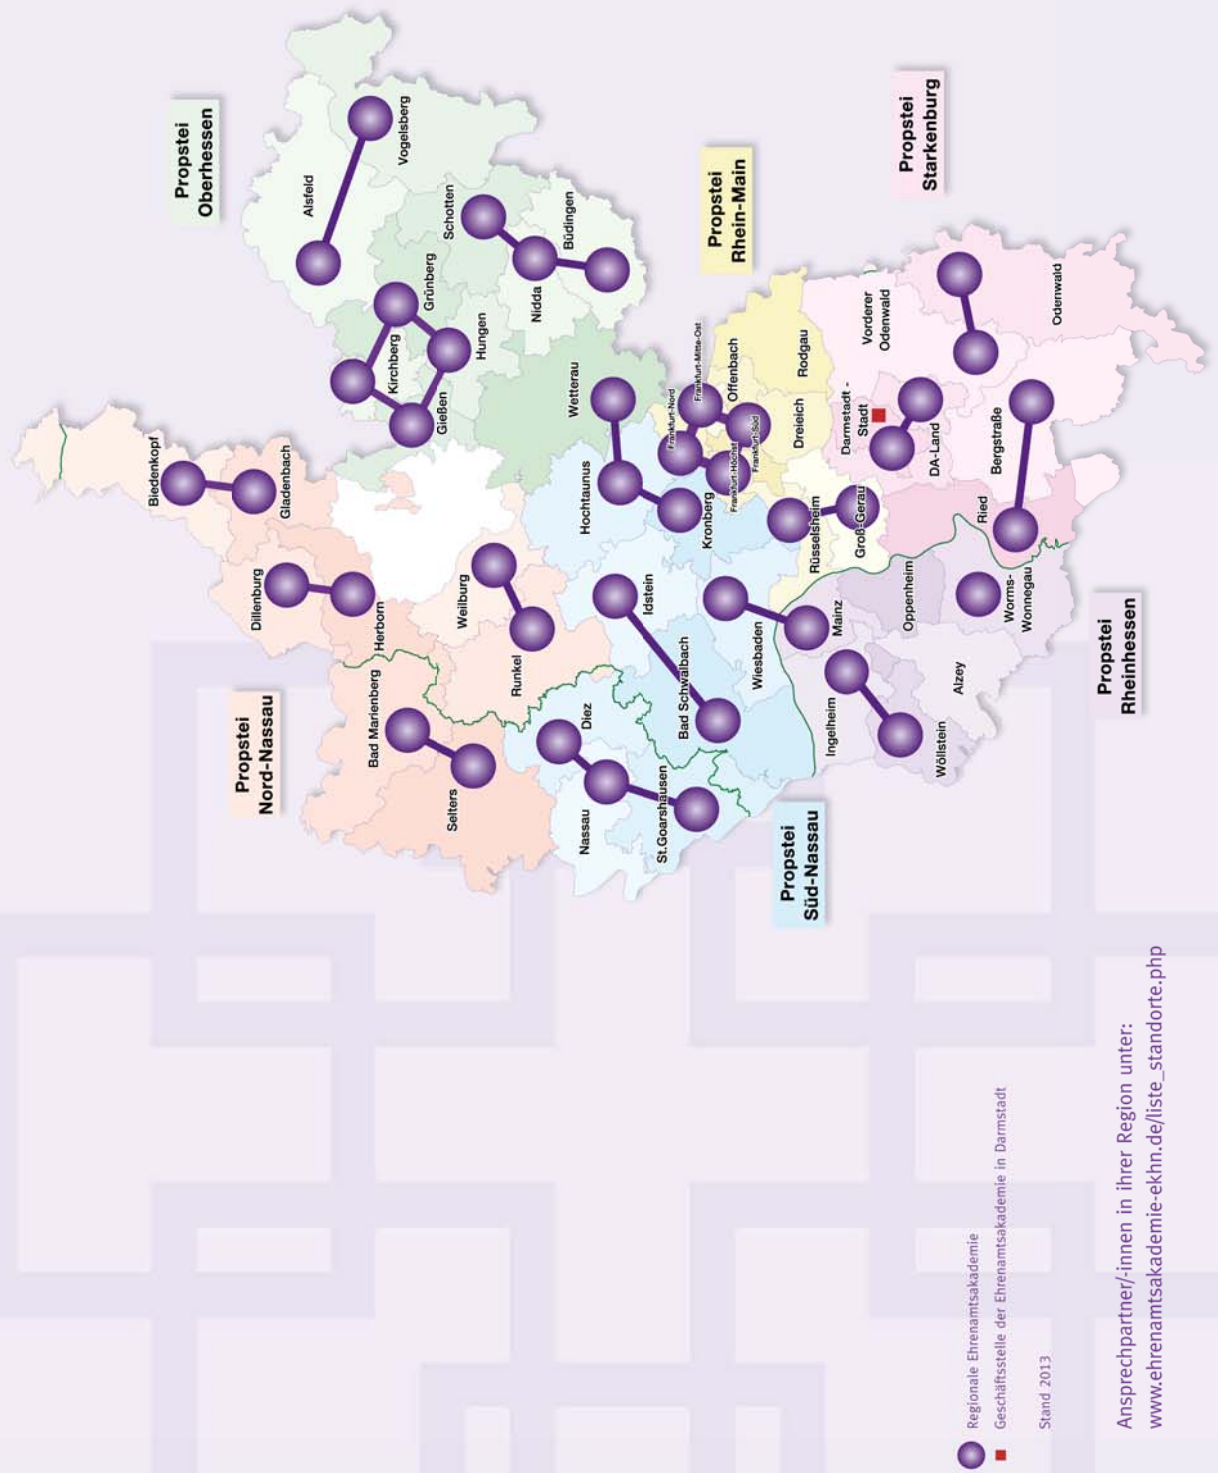 Propstei
Nord-Nassau
Biedenkopf
Gladenbach
Dillenburg
Herborn
Bad Marienberg
Selters
Weilburg
Runkel
Propstei
Oberhessen
Alsfeld
Vogelsberg
Kirchberg
Grünberg
Gießen
Hungen
Schotten
Nidda
Büdingen
Wetterau
Propstei
Süd-Nassau
Hochtaunus
Kronberg
Idstein
Bad Schwalbach
Wiesbaden
Diez
Nassau
St.Goarshausen
Propstei
Rhein-Main
Frankfurt-Nord
Frankfurt-Mitte-Ost
Frankfurt-Höchst
Frankfurt-Süd
Offenbach
Dreieich
Rodgau
Rüsselsheim
Groß-Gerau
Propstei
Starkenburg
Darmstadt -
Stadt
DA-Land
Vorderer
Odenwald
Odenwald
Bergstraße
Ried
Propstei
Rheinhessen
Mainz
Ingelheim
Oppenheim
Wöllstein
Alzey
Worms-
Wonnegau
Regionale Ehrenamtsakademie
Geschäftsstelle der Ehrenamtsakademie in Darmstadt
Stand 2013
Ansprechpartner/-innen in ihrer Region unter:
www.ehrenamtsakademie-ekhn.de/liste_standorte.php